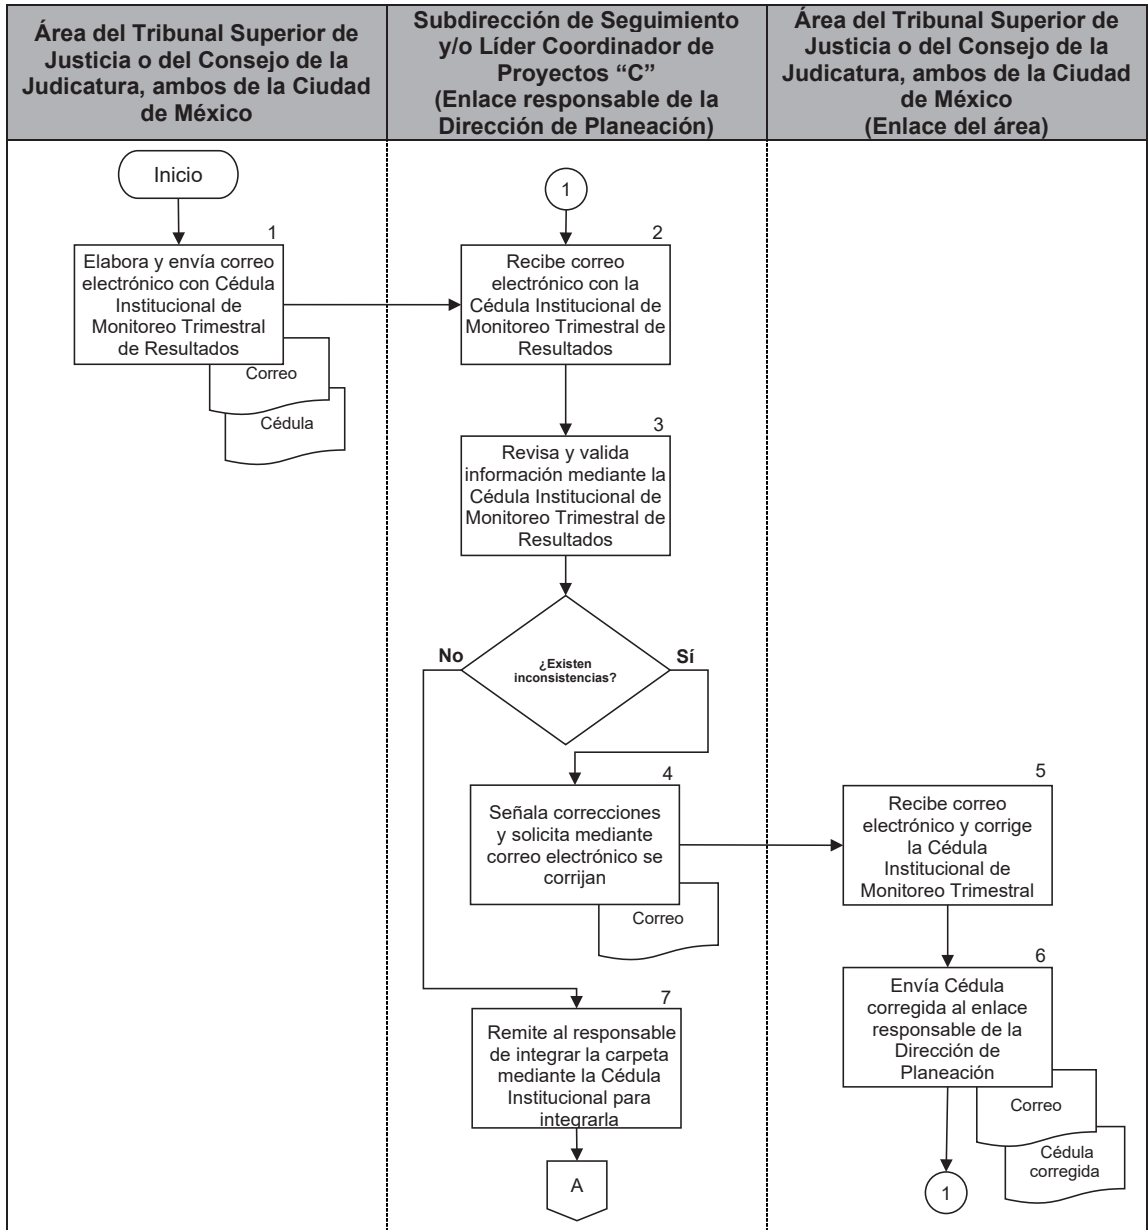 Área del Tribunal Superior de
Justicia o del Consejo de la
Judicatura, ambos de la Ciudad
de México
Subdirección de Seguimiento
y/o Líder Coordinador de
Proyectos “C”
(Enlace responsable de la
Dirección de Planeación)
Área del Tribunal Superior de
Justicia o del Consejo de la
Judicatura, ambos de la Ciudad
de México
(Enlace del área)
Inicio
1
Elabora y envía correo
electrónico con Cédula
Institucional de
Monitoreo Trimestral
de Resultados
Correo
Cédula
1
2
Recibe correo
electrónico con la
Cédula Institucional de
Monitoreo Trimestral de
Resultados
3
Revisa y valida
información mediante la
Cédula Institucional de
Monitoreo Trimestral de
Resultados
No
¿Existen
inconsistencias?
Sí
4
Señala correcciones
y solicita mediante
correo electrónico se
corrijan
Correo
5
Recibe correo
electrónico y corrige
la Cédula
Institucional de
Monitoreo Trimestral
6
Envía Cédula
corregida al enlace
responsable de la
Dirección de
Planeación
Correo
Cédula
corregida
1
7
Remite al responsable
de integrar la carpeta
mediante la Cédula
Institucional para
integrarla
A